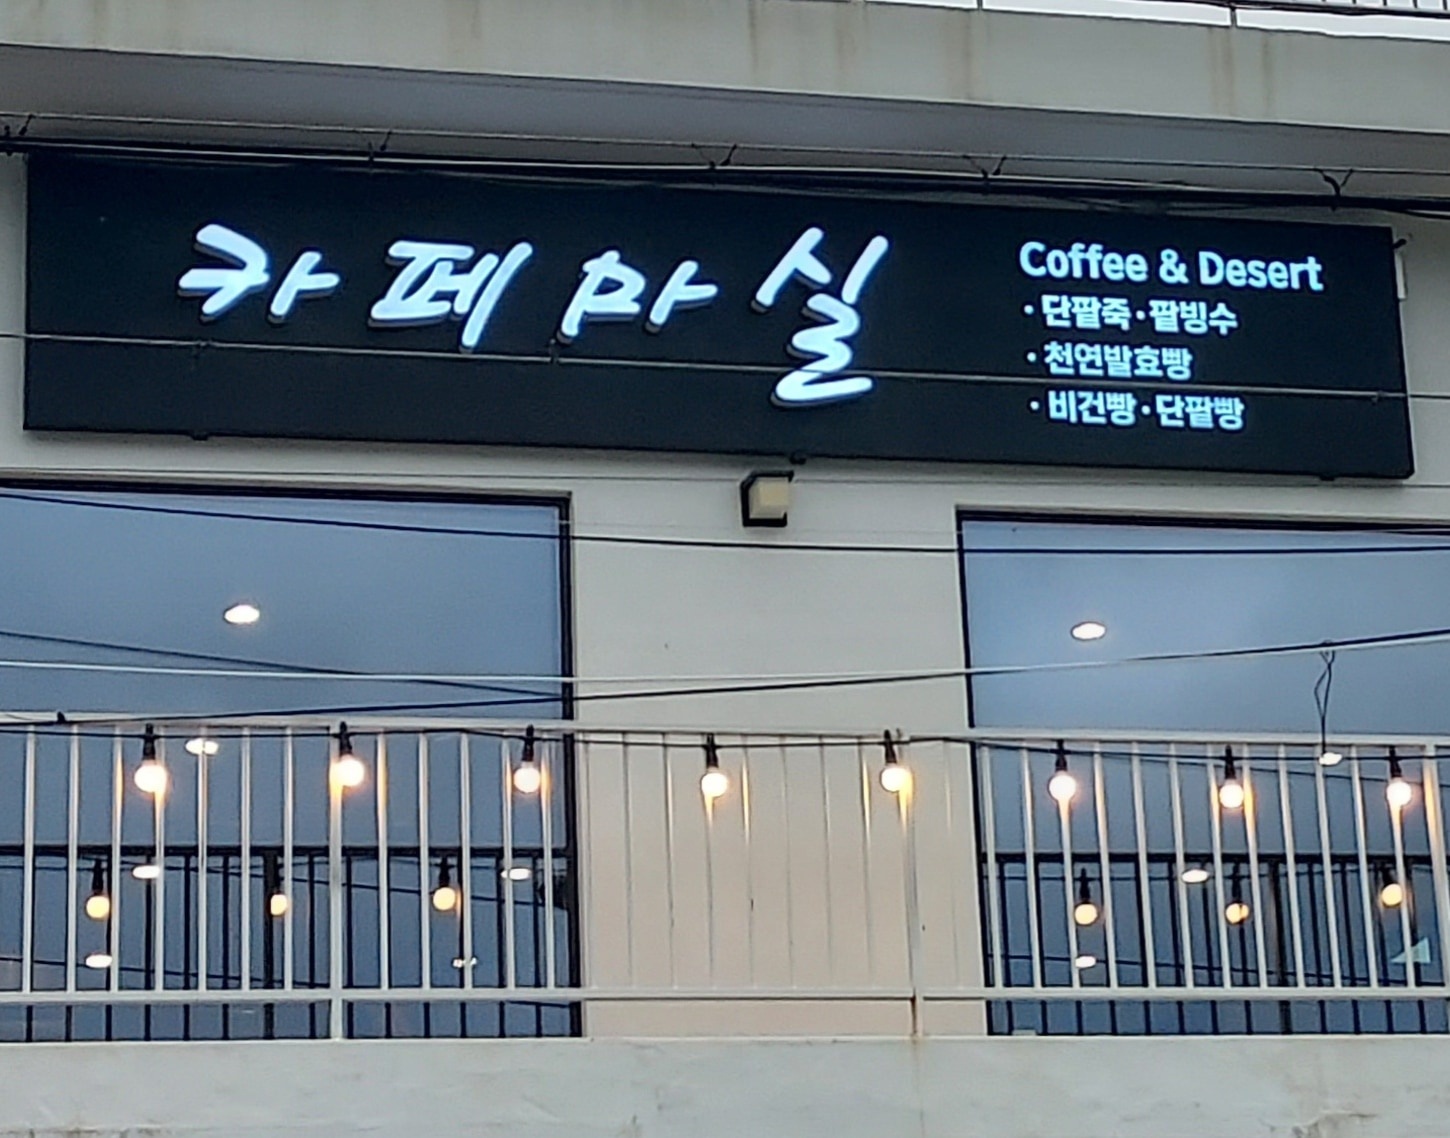 카페마실
Coffee & Desert
· 단팥죽 · 팥빙수
· 천연발효빵
· 비건빵 · 단팥빵